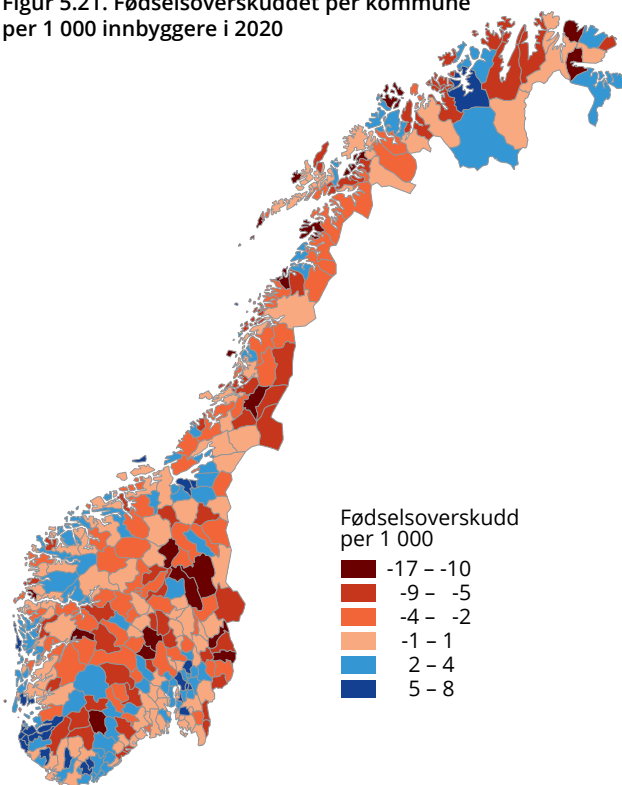 Figur 5.21. Fødselsoverskuddet per kommune
per 1 000 innbyggere i 2020
Fødselsoverskudd
per 1 000
-17 – -10
-9 – -5
-4 – -2
-1 – 1
2 – 4
5 – 8